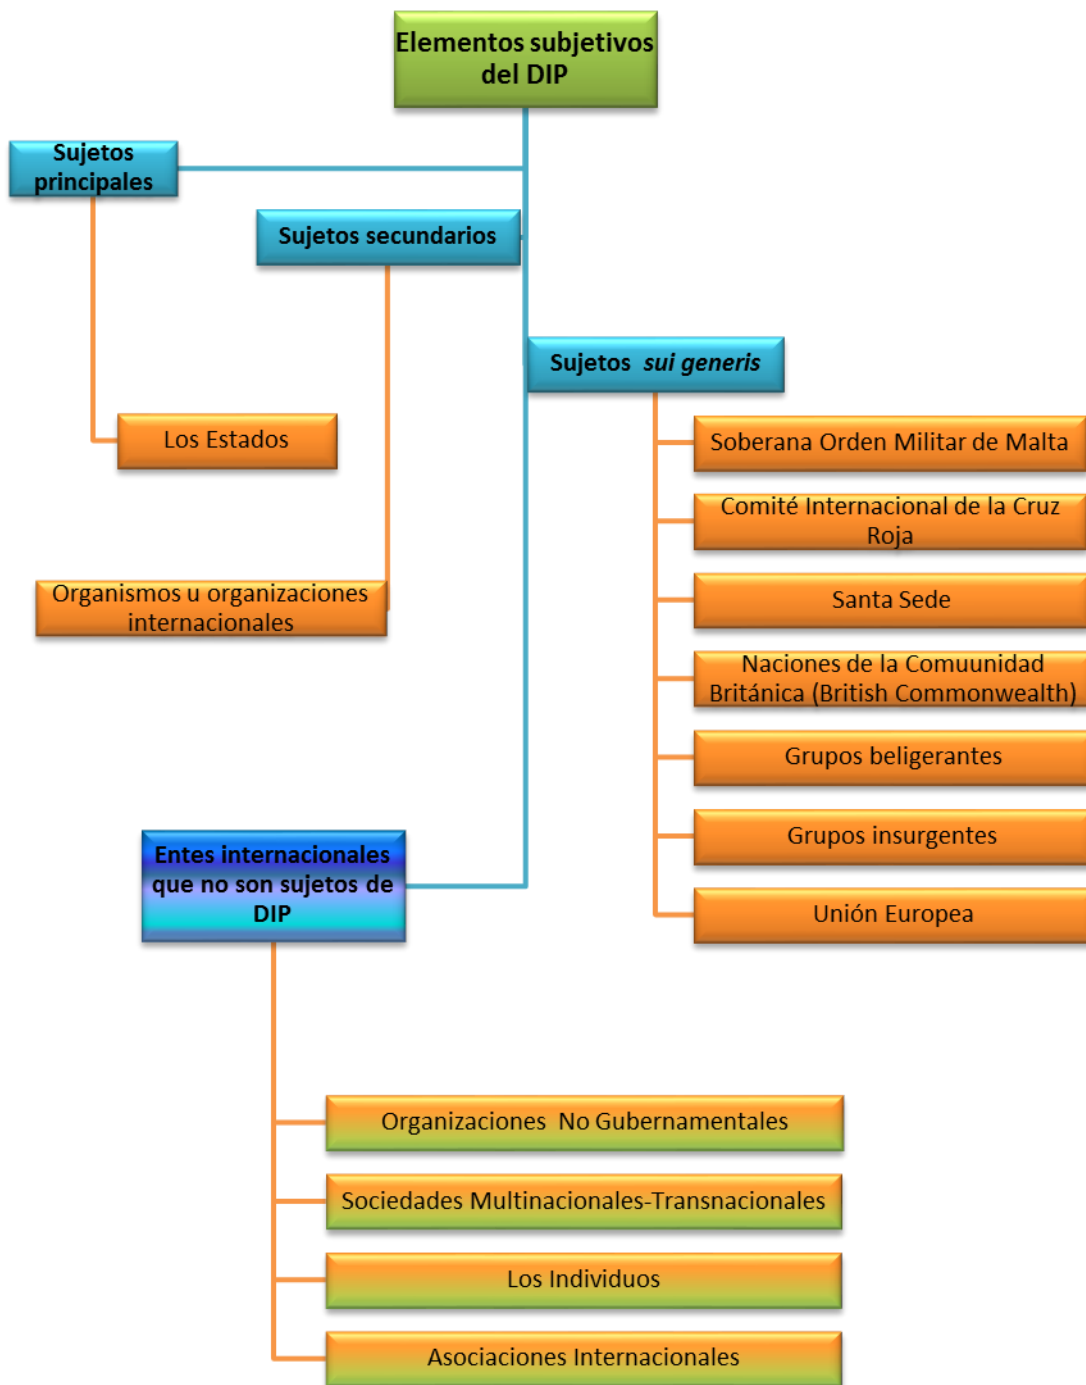 Elementos subjetivos
del DIP
Sujetos
principales
Sujetos secundarios
Sujetos sui generis
Los Estados
Soberana Orden Militar de Malta
Comité Internacional de la Cruz
Roja
Organismos u organizaciones
internacionales
Santa Sede
Naciones de la Comuunidad
Británica (British Commonwealth)
Grupos beligerantes
Grupos insurgentes
Unión Europea
Entes internacionales
que no son sujetos de
DIP
Organizaciones No Gubernamentales
Sociedades Multinacionales-Transnacionales
Los Individuos
Asociaciones Internacionales